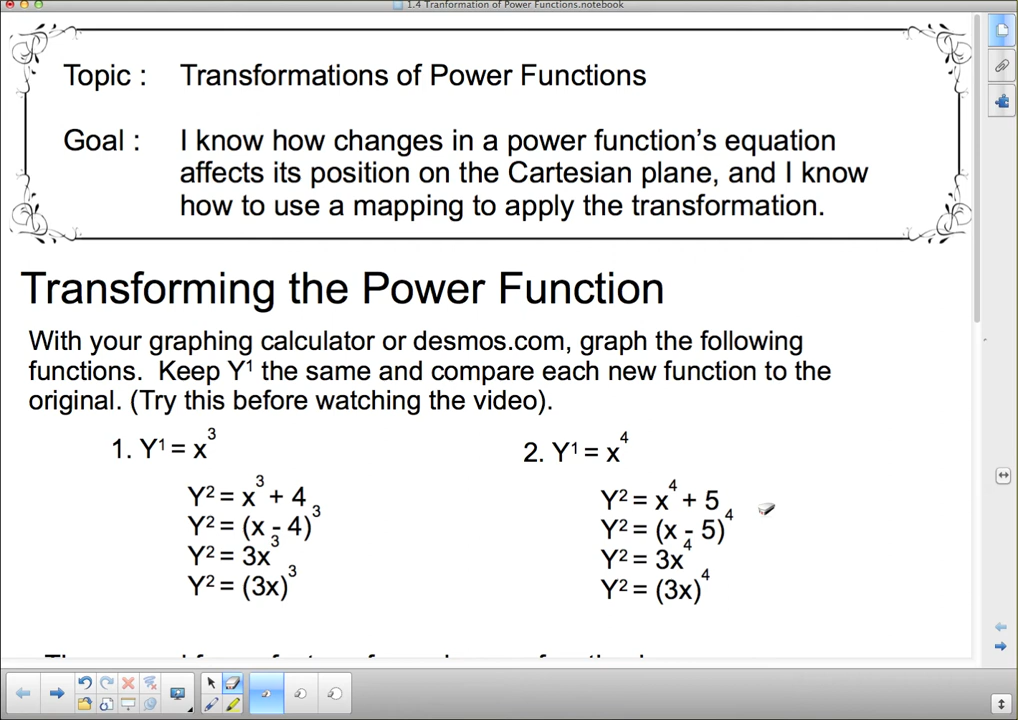 1.4 Tranformation of Power Functions.notebook
Topic : Transformations of Power Functions
Goal : I know how changes in a power function's equation
affects its position on the Cartesian plane, and I know
how to use a mapping to apply the transformation.
Transforming the Power Function
With your graphing calculator or desmos.com, graph the following
functions. Keep Y¹ the same and compare each new function to the
original. (Try this before watching the video).
1. Y¹ = x³
Y² = x³ + 4
Y² = (x - 4)³
Y² = 3x³
Y² = (3x)³
2. Y¹ = x⁴
Y² = x⁴ + 5
Y² = (x - 5)⁴
Y² = 3x⁴
Y² = (3x)⁴